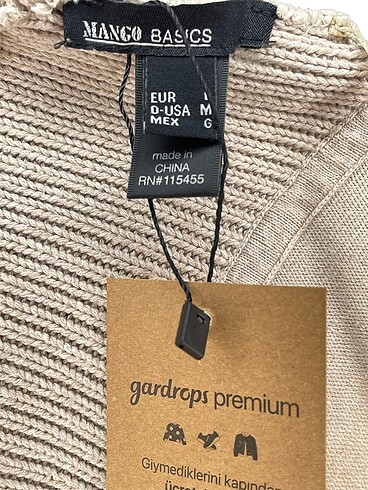 MANGO BASICS
EUR
O-USA M
MEX G
made in
CHINA
RN#115455
gardrops premium
Giymediklerini kapından